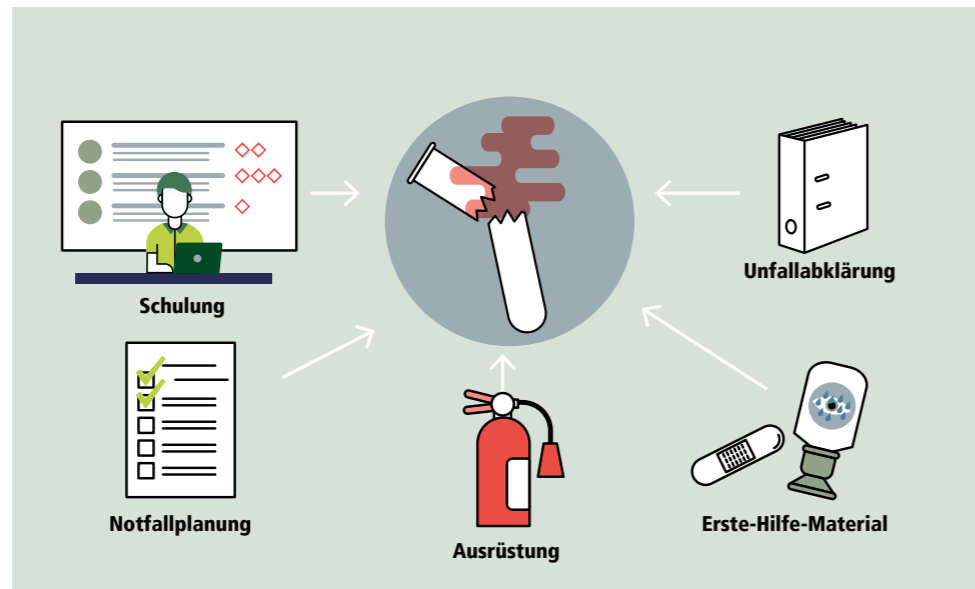 Schulung
Unfallabklärung
Notfallplanung
Ausrüstung
Erste-Hilfe-Material